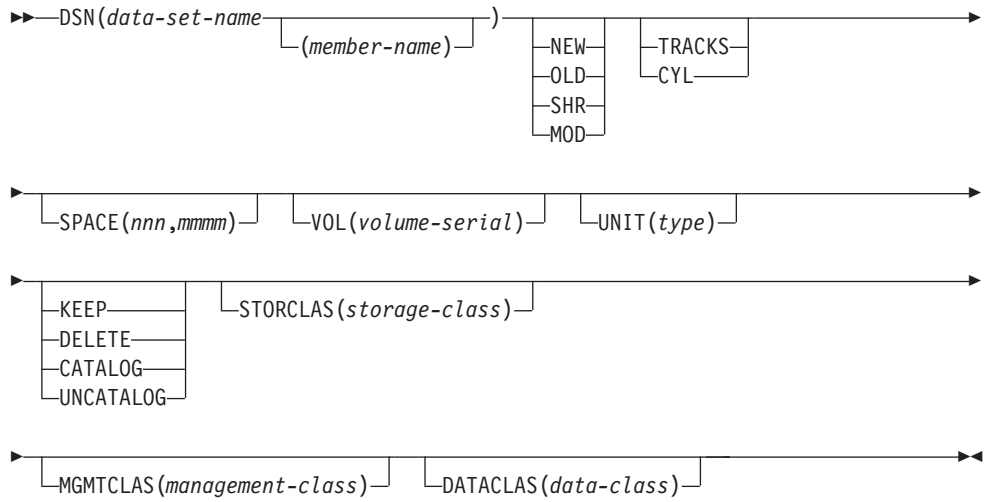 DSN(data-set-name
(member-name)
)
NEW
OLD
SHR
MOD
TRACKS
CYL
SPACE(nnn,mmmm)
VOL(volume-serial)
UNIT(type)
KEEP
DELETE
CATALOG
UNCATALOG
STORCLAS(storage-class)
MGMTCLAS(management-class)
DATACLAS(data-class)